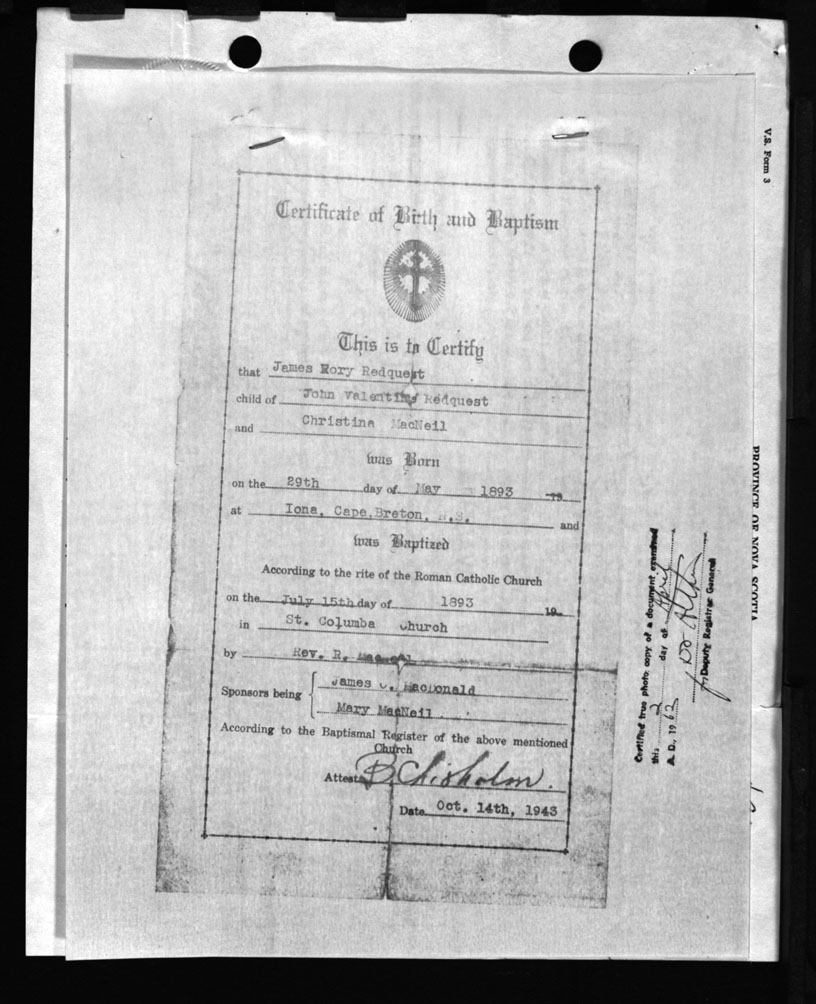 V.S. Form 3
Certificate of Birth and Baptism
This is to Certify
that James Rory Redquest
child of John Valentine Redquest
and Christina MacNeil
was Born
on the 29th day of May 1893 19
at Iona, Cape Breton, N.S. and
was Baptized
According to the rite of the Roman Catholic Church
on the July 15th day of 1893 19
in St. Columba Church
by Rev. R.
Sponsors being James C. MacDonald
Mary MacNeil
According to the Baptismal Register of the above mentioned
Church
Attest B. Chisholm.
Date Oct. 14th, 1943
PROVINCE OF NOVA SCOTIA
Certified true photo copy of a document examined
this 2 day of April
A. D., 1962
Deputy Registrar General